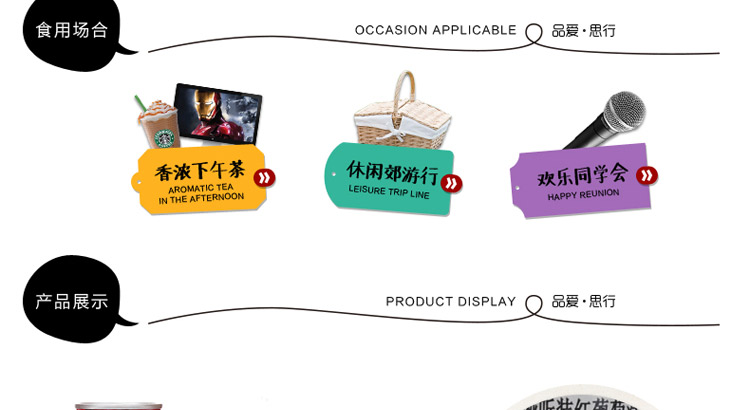 食用场合
OCCASION APPLICABLE 品爱·思行
香浓下午茶
AROMATIC TEA
IN THE AFTERNOON
休闲郊游行
LEISURE TRIP LINE
欢乐同学会
HAPPY REUNION
产品展示
PRODUCT DISPLAY 品爱·思行